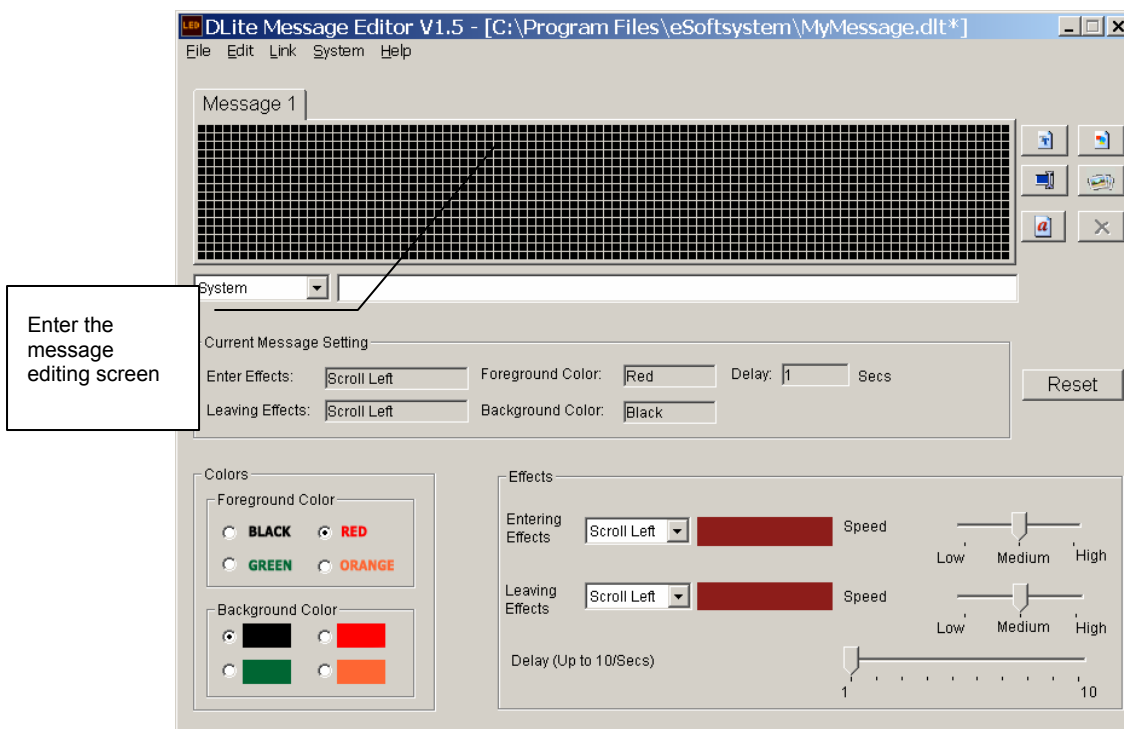 LED DLite Message Editor V1.5 - [C:\Program Files\eSoftsystem\MyMessage.dlt*]
File Edit Link System Help
Message 1
System
Enter the
message
editing screen
Current Message Setting
Enter Effects: Scroll Left Foreground Color: Red Delay: 1 Secs
Leaving Effects: Scroll Left Background Color: Black
Reset
Colors
Foreground Color
BLACK RED
GREEN ORANGE
Background Color
Effects
Entering
Effects
Scroll Left
Speed
Low Medium High
Leaving
Effects
Scroll Left
Speed
Low Medium High
Delay (Up to 10/Secs)
1 10